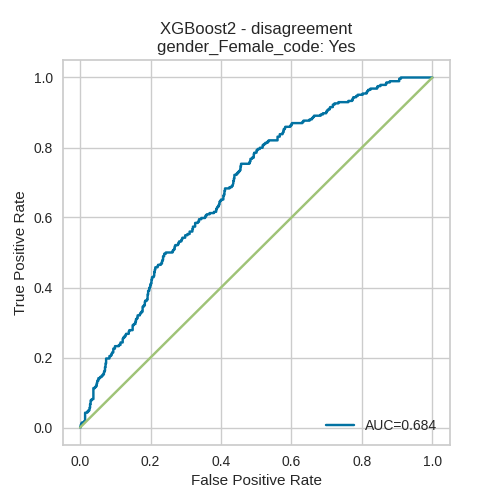 XGBoost2 - disagreement
gender_Female_code: Yes
1.0
0.8
0.6
0.4
0.2
0.0
True Positive Rate
0.0 0.2 0.4 0.6 0.8 1.0
False Positive Rate
AUC=0.684